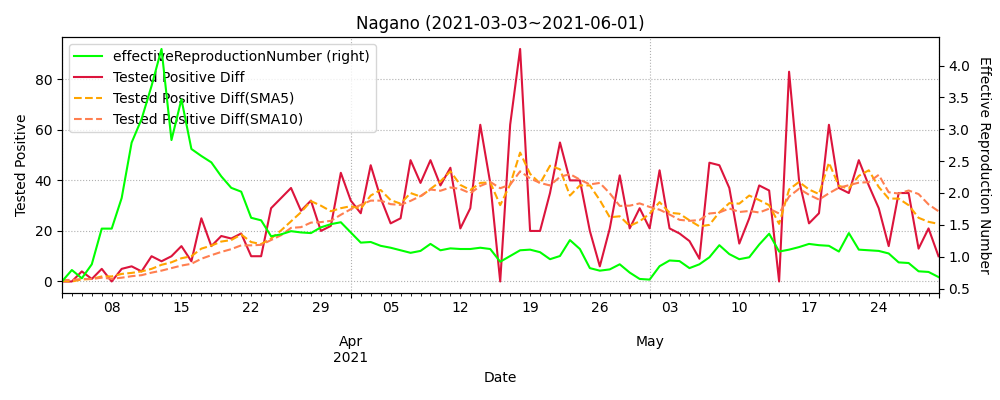 Nagano (2021-03-03~2021-06-01)
effectiveReproductionNumber (right)
Tested Positive Diff
Tested Positive Diff(SMA5)
Tested Positive Diff(SMA10)
Tested Positive
80
60
40
20
0
Effective Reproduction Number
4.0
3.5
3.0
2.5
2.0
1.5
1.0
0.5
08 15 22 29 05 12 19 26 03 10 17 24
Apr May
2021
Date